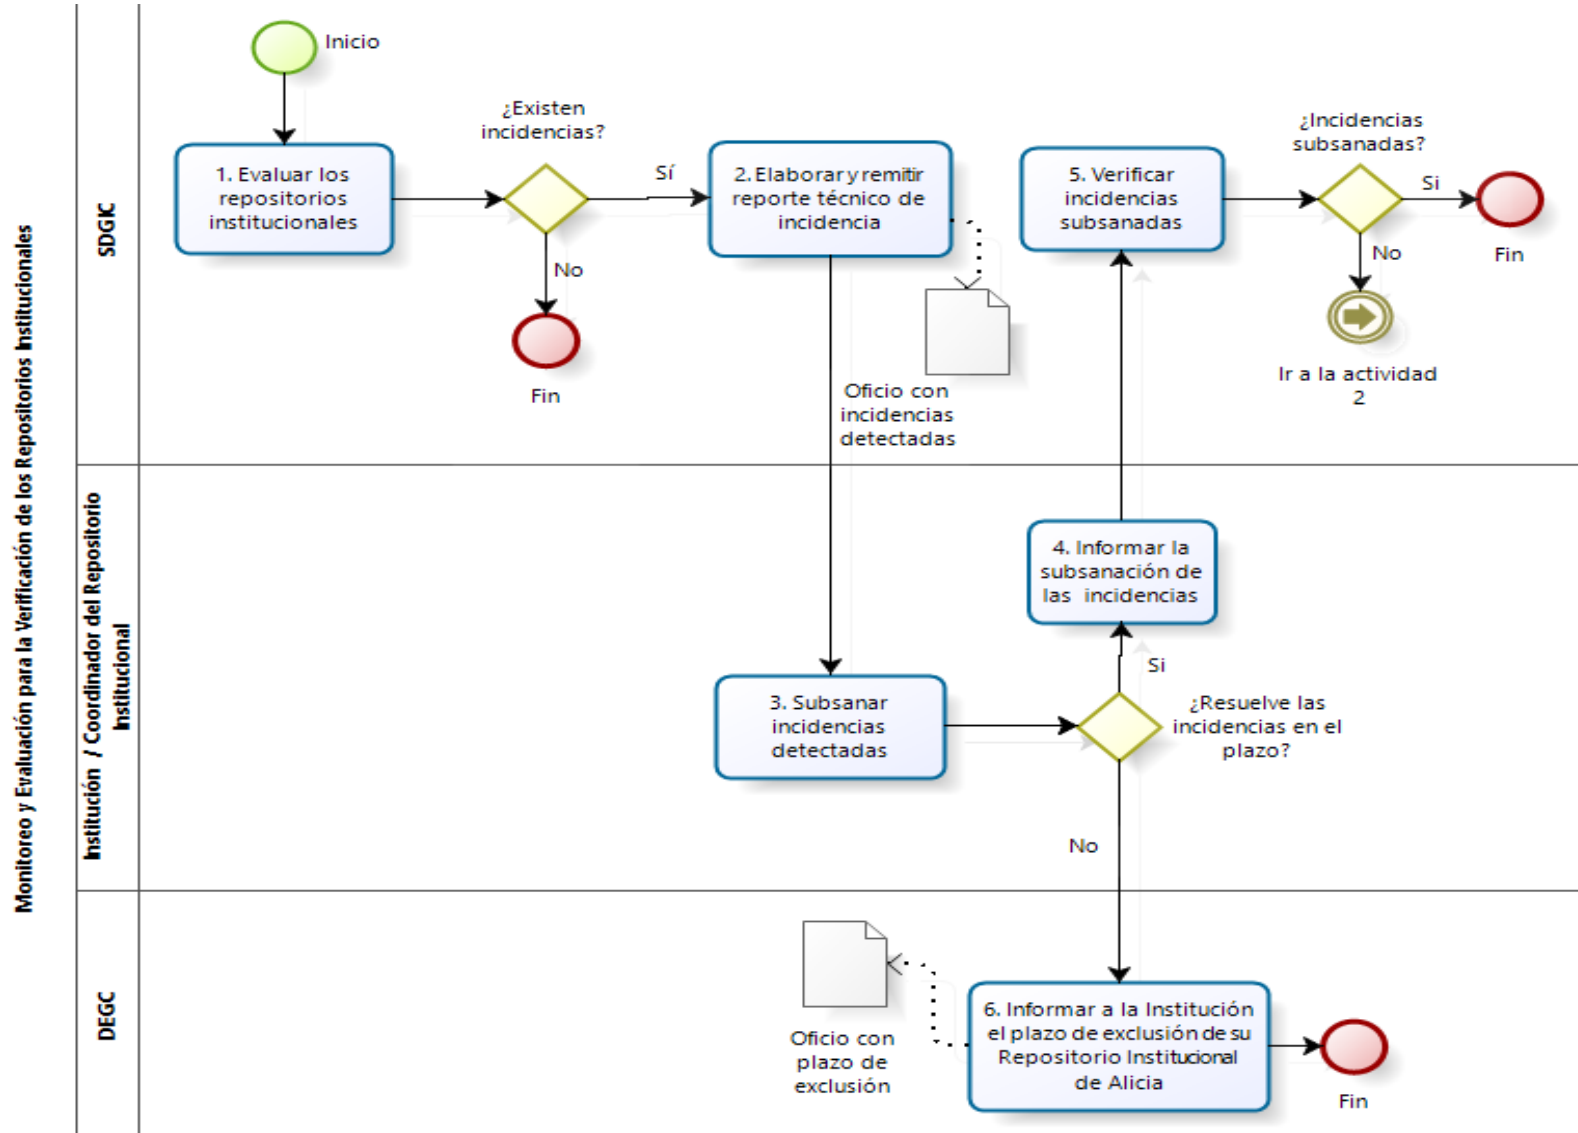 Monitoreo y Evaluación para la Verificación de los Repositorios Institucionales
SDGIC
Inicio
1. Evaluar los
repositorios
institucionales
¿Existen
incidencias?
Sí
No
Fin
2. Elaborar y remitir
reporte técnico de
incidencia
Oficio con
incidencias
detectadas
5. Verificar
incidencias
subsanadas
¿Incidencias
subsanadas?
Si
Fin
No
Ir a la actividad
2
Institución / Coordinador del Repositorio
Institucional
4. Informar la
subsanación de
las incidencias
Si
3. Subsanar
incidencias
detectadas
¿Resuelve las
incidencias en el
plazo?
No
DEGC
Oficio con
plazo de
exclusión
6. Informar a la Institución
el plazo de exclusión de su
Repositorio Institucional
de Alicia
Fin